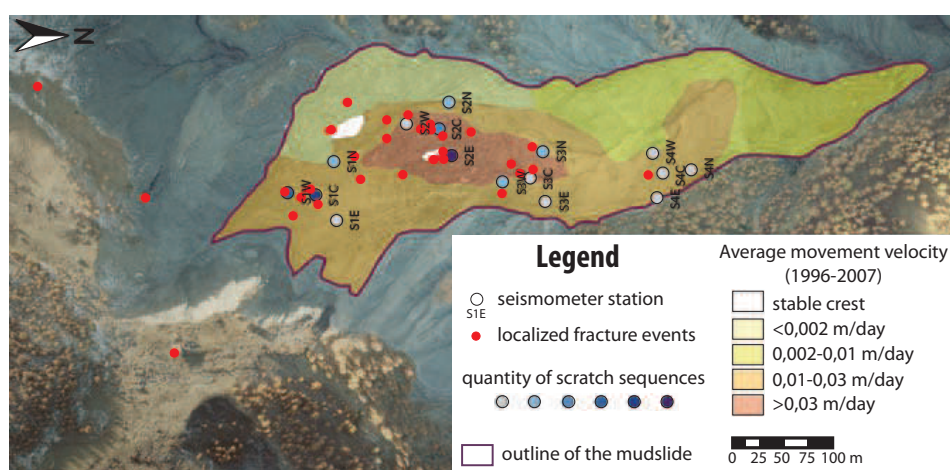 N
S2N
S2W
S2C
S2E
S1N
S1W
S1C
S1E
S3N
S3W
S3C
S3E
S4W
S4C
S4N
S4E
Legend
seismometer station
S1E
localized fracture events
quantity of scratch sequences
outline of the mudslide
Average movement velocity
(1996-2007)
stable crest
<0,002 m/day
0,002-0,01 m/day
0,01-0,03 m/day
>0,03 m/day
0 25 50 75 100 m